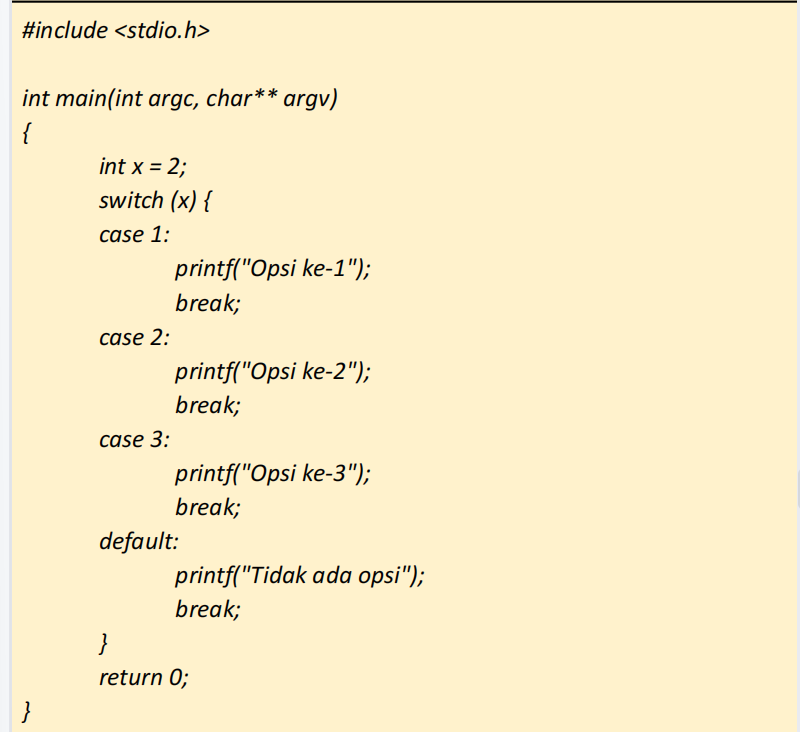 #include <stdio.h>
int main(int argc, char** argv)
{
int x = 2;
switch (x) {
case 1:
printf("Opsi ke-1");
break;
case 2:
printf("Opsi ke-2");
break;
case 3:
printf("Opsi ke-3");
break;
default:
printf("Tidak ada opsi");
break;
}
return 0;
}